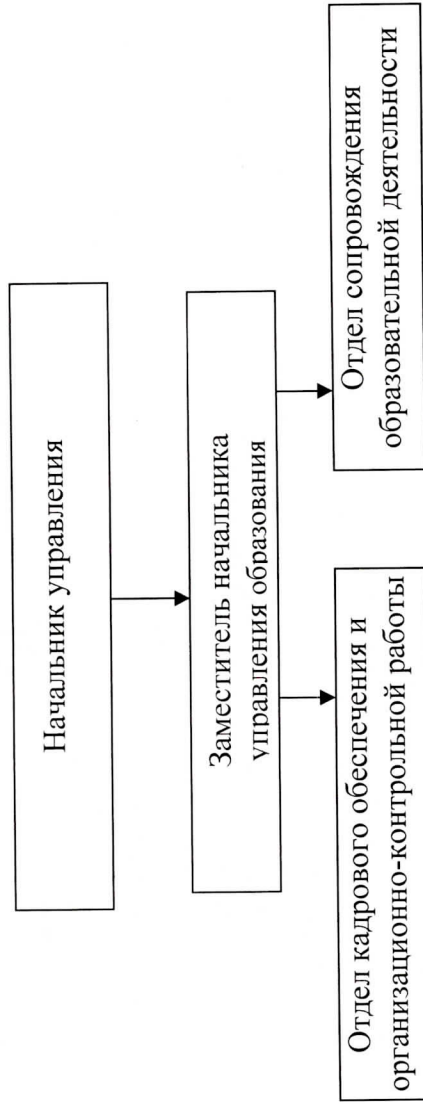 Начальник управления
Заместитель начальника
управления образования
Отдел кадрового обеспечения и
организационно-контрольной работы
Отдел сопровождения
образовательной деятельности